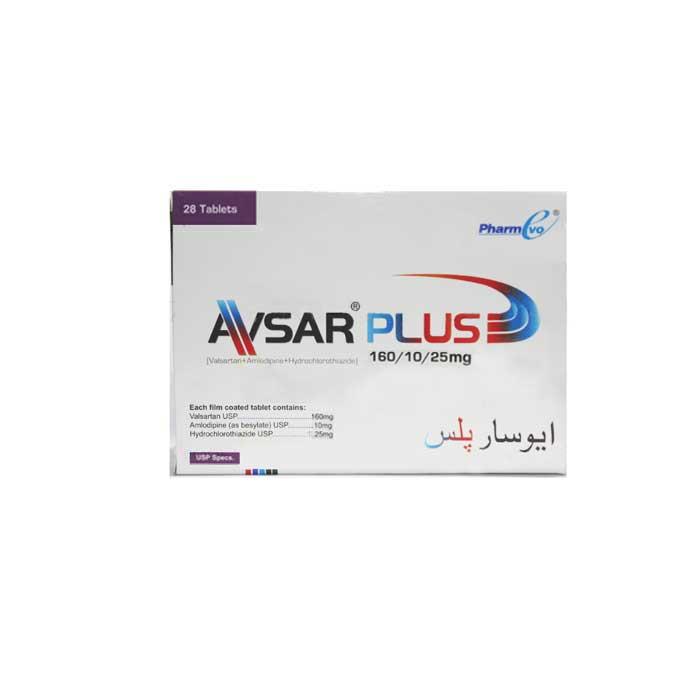 28 Tablets
Pharmevo®
AVSAR® PLUS
160/10/25mg
[Valsartan+Amlodipine+Hydrochlorothiazide]
Each film coated tablet contains:
Valsartan USP....................160mg
Amlodipine (as besylate) USP.......10mg
Hydrochlorothiazide USP............25mg
ایوسار پلس
USP Specs.